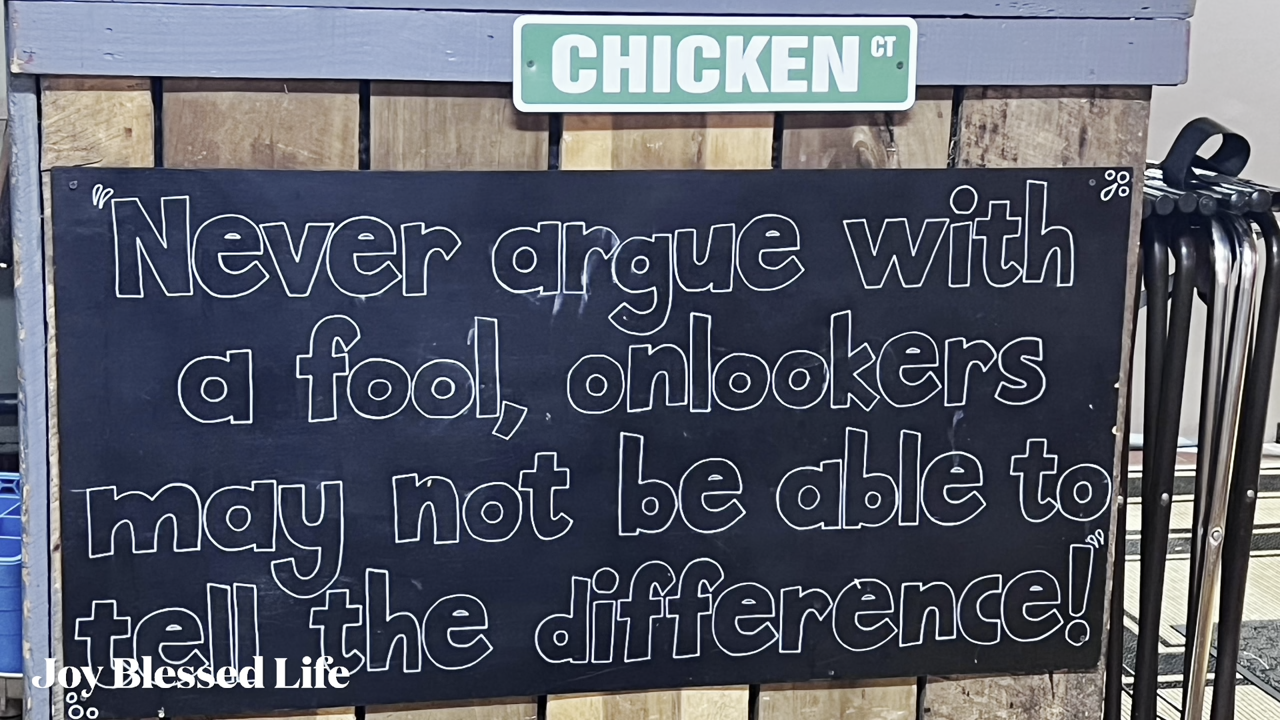 CHICKEN CT
"Never argue with
a fool, onlookers
may not be able to
tell the difference!"
Joy Blessed Life